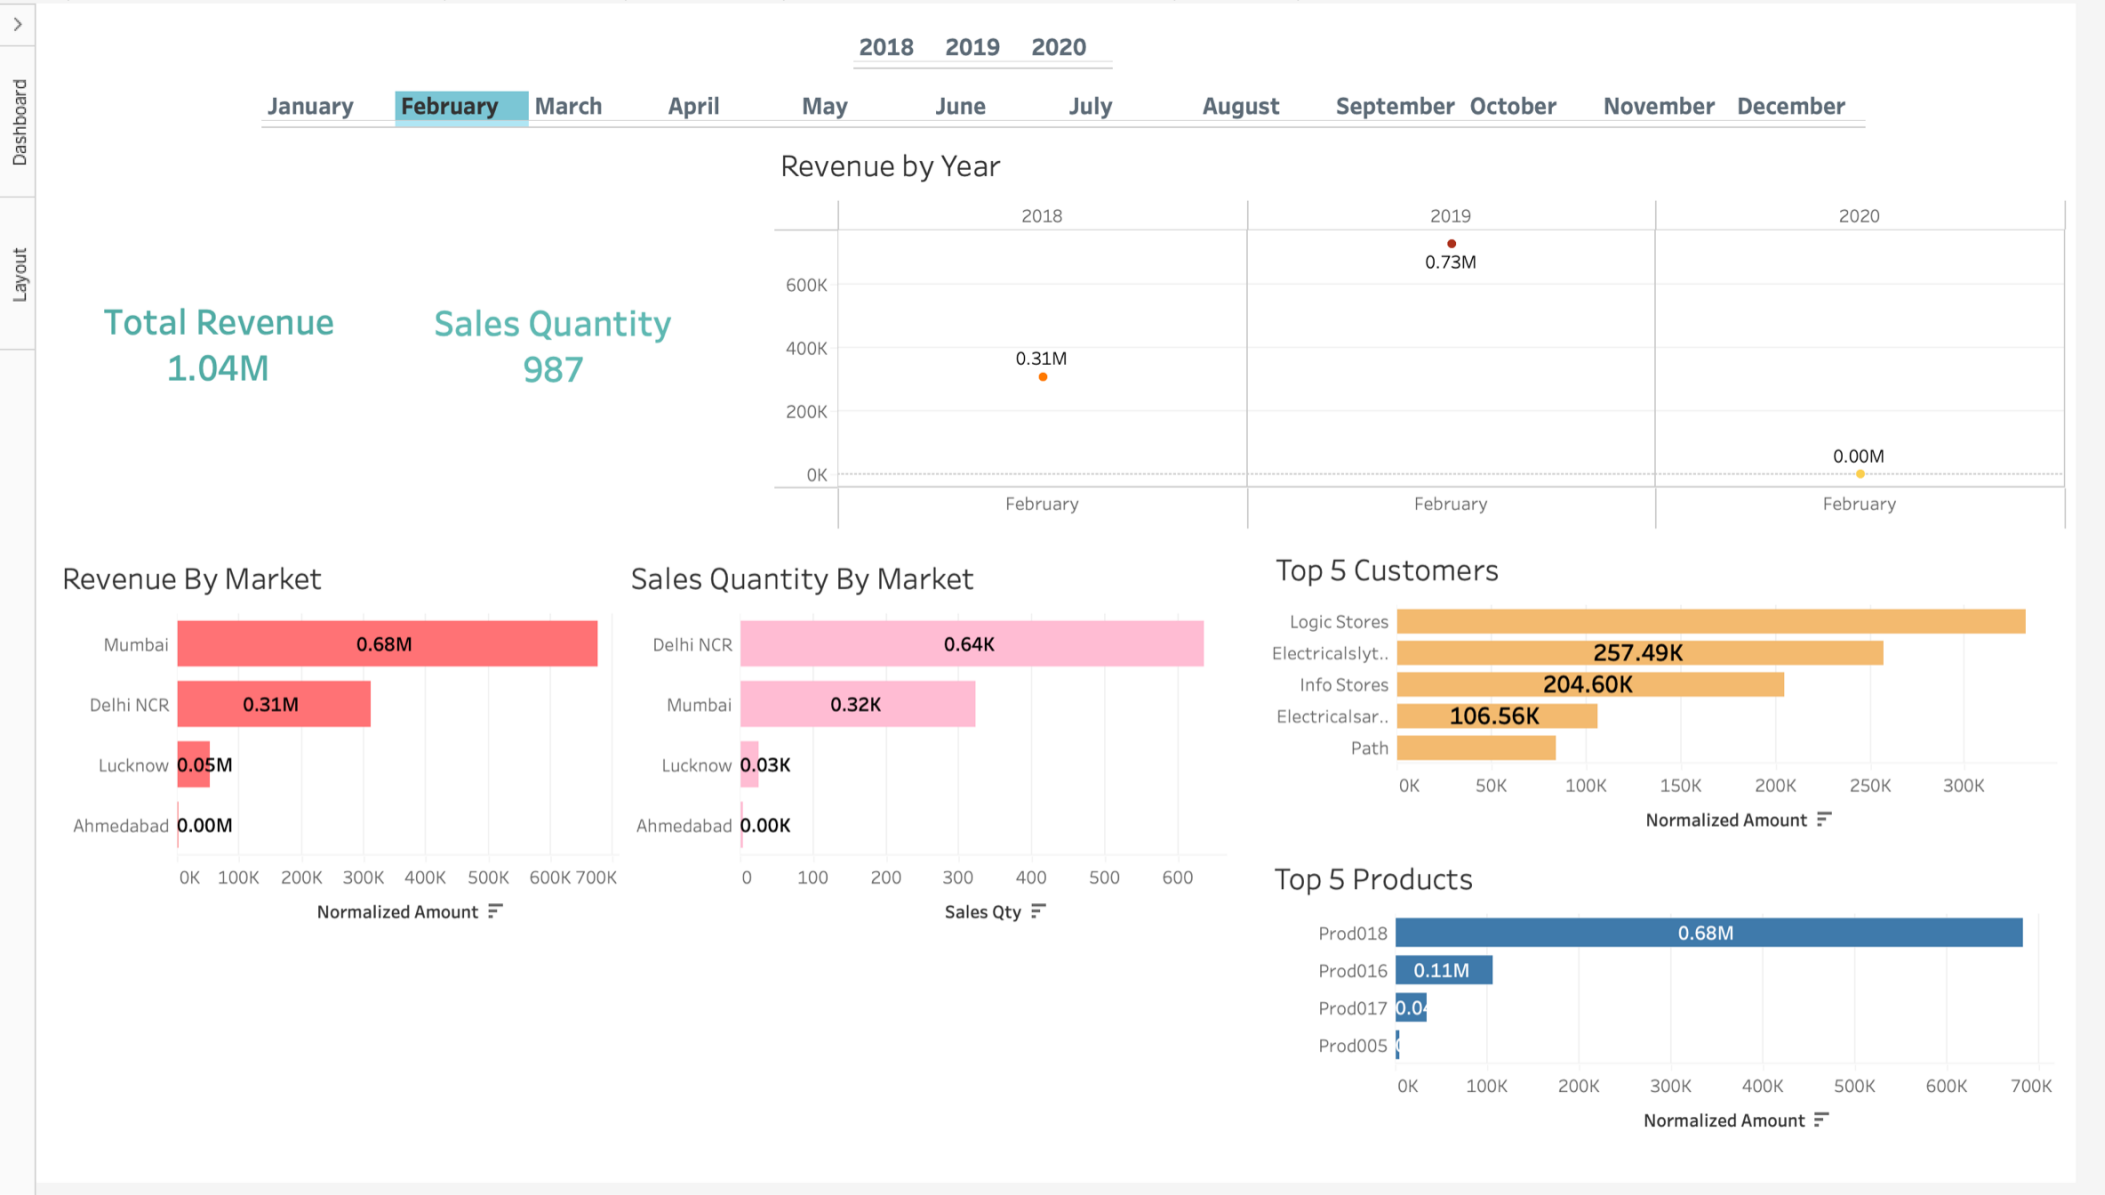 Dashboard
Layout
2018 2019 2020
January February March April May June July August September October November December
Revenue by Year
2018 2019 2020
600K
400K
200K
0K
0.31M
0.73M
0.00M
February February February
Total Revenue
1.04M
Sales Quantity
987
Revenue By Market
Mumbai 0.68M
Delhi NCR 0.31M
Lucknow 0.05M
Ahmedabad 0.00M
0K 100K 200K 300K 400K 500K 600K 700K
Normalized Amount
Sales Quantity By Market
Delhi NCR 0.64K
Mumbai 0.32K
Lucknow 0.03K
Ahmedabad 0.00K
0 100 200 300 400 500 600
Sales Qty
Top 5 Customers
Logic Stores
Electricalslyt.. 257.49K
Info Stores 204.60K
Electricalsar.. 106.56K
Path
0K 50K 100K 150K 200K 250K 300K
Normalized Amount
Top 5 Products
Prod018 0.68M
Prod016 0.11M
Prod017
Prod005
0K 100K 200K 300K 400K 500K 600K 700K
Normalized Amount